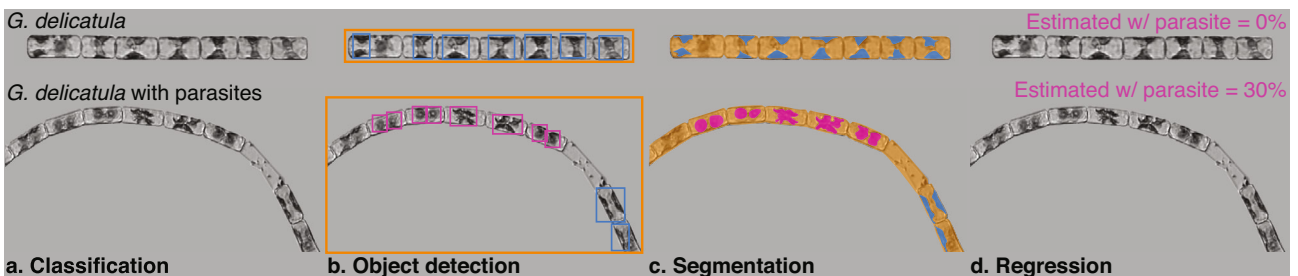 G. delicatula
Estimated w/ parasite = 0%
G. delicatula with parasites
Estimated w/ parasite = 30%
a. Classification
b. Object detection
c. Segmentation
d. Regression